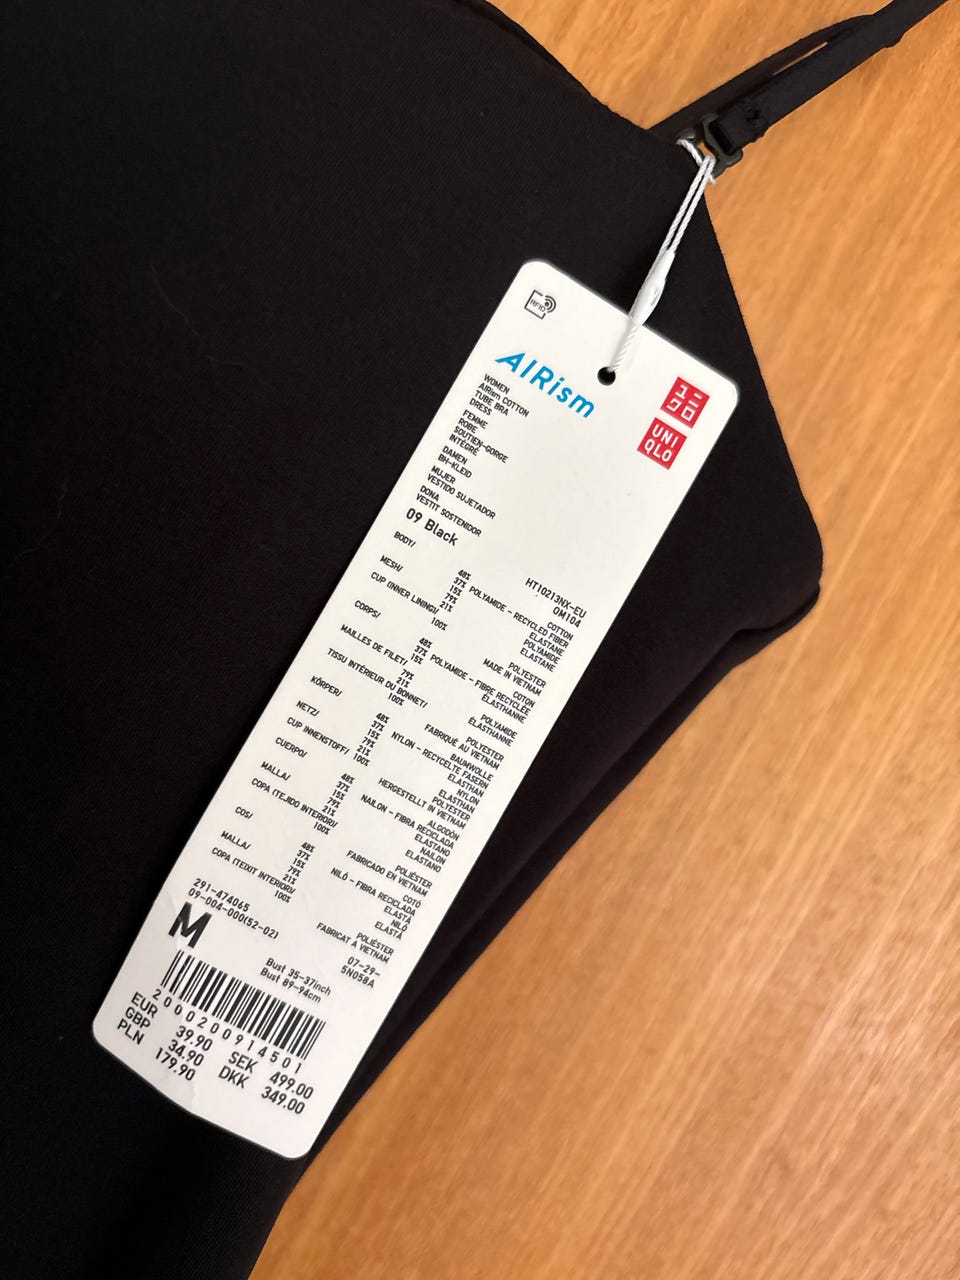 RFID
AIRism
ユニ
クロ
UNI
QLO
WOMEN
AIRism COTTON
TUBE BRA
DRESS
FEMME
ROBE
SOUTIEN-GORGE
INTÉGRÉ
DAMEN
BH-KLEID
MUJER
VESTIDO SUJETADOR
DONA
VESTIT SOSTENIDOR
09 Black
HT10213NX-EU
0M104
BODY/ 48% COTTON
37% POLYAMIDE - RECYCLED FIBER
15% ELASTANE
MESH/ 79% POLYAMIDE
21% ELASTANE
CUP (INNER LINING)/ 100% POLYESTER
MADE IN VIETNAM
CORPS/ 48% COTON
37% POLYAMIDE - FIBRE RECYCLÉE
15% ÉLASTHANNE
MAILLES DE FILET/ 79% POLYAMIDE
21% ÉLASTHANNE
TISSU INTÉRIEUR DU BONNET/ 100% POLYESTER
FABRIQUÉ AU VIETNAM
KÖRPER/ 48% BAUMWOLLE
37% NYLON - RECYCELTE FASERN
15% ELASTHAN
NETZ/ 79% NYLON
21% ELASTHAN
CUP INNENSTOFF/ 100% POLYESTER
HERGESTELLT IN VIETNAM
CUERPO/ 48% ALGODÓN
37% NAILON - FIBRA RECICLADA
15% ELASTANO
MALLA/ 79% NAILON
21% ELASTANO
COPA (TEJIDO INTERIOR)/ 100% POLIÉSTER
FABRICADO EN VIETNAM
COS/ 48% COTÓ
37% NILÓ - FIBRA RECICLADA
15% ELASTÀ
MALLA/ 79% NILÓ
21% ELASTÀ
COPA (TEIXIT INTERIOR)/ 100% POLIÈSTER
FABRICAT A VIETNAM
291-474065
09-004-000(52-02)
07-29-
5N058A
M
Bust 35-37inch
Bust 89-94cm
2000200914501
EUR 39.90 SEK 499.00
GBP 34.90 DKK 349.00
PLN 179.90